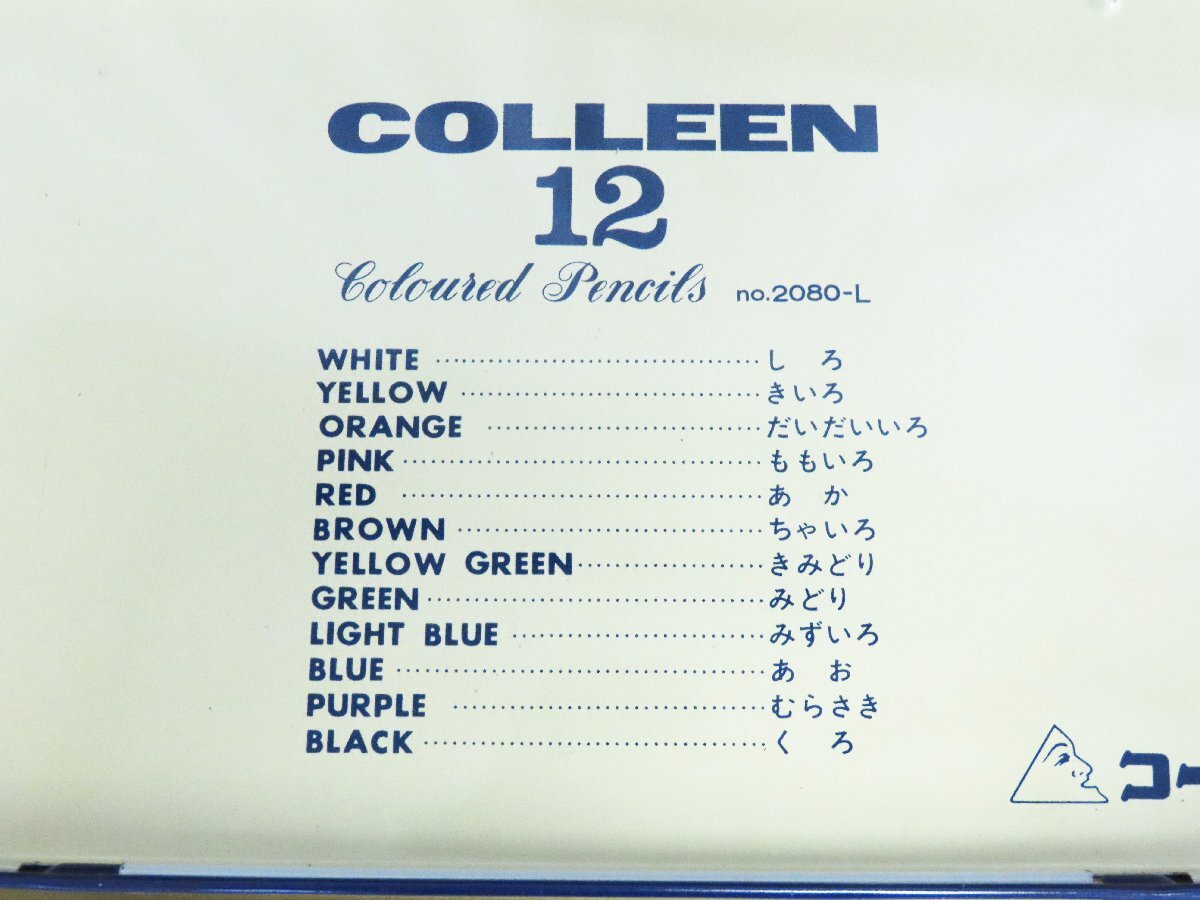 COLLEEN
12
Coloured Pencils no.2080-L
WHITE ……………………………… しろ
YELLOW ……………………………… きいろ
ORANGE ……………………………… だいだいいろ
PINK ……………………………… ももいろ
RED ……………………………… あか
BROWN ……………………………… ちゃいろ
YELLOW GREEN ……………………………… きみどり
GREEN ……………………………… みどり
LIGHT BLUE ……………………………… みずいろ
BLUE ……………………………… あお
PURPLE ……………………………… むらさき
BLACK ……………………………… くろ
コー